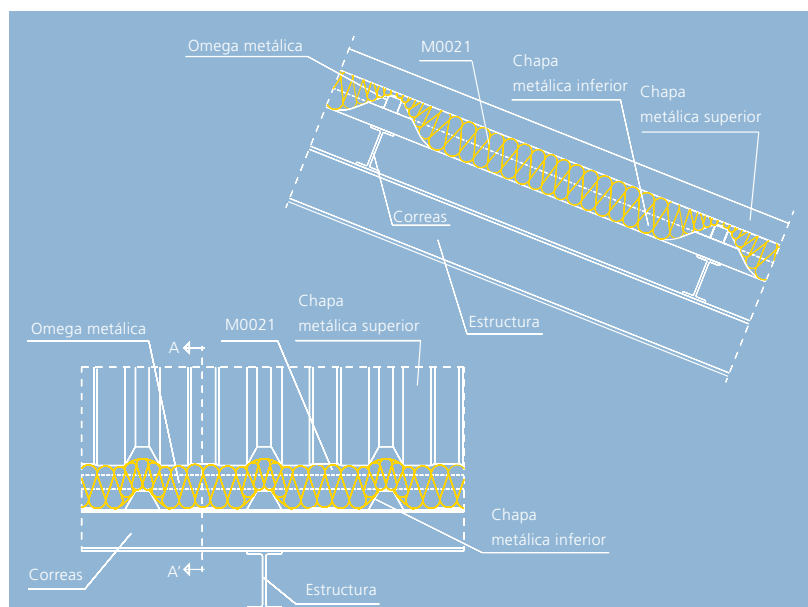 Omega metálica
M0021
Chapa
metálica inferior
Chapa
metálica superior
Correas
Estructura
Chapa
metálica superior
M0021
Omega metálica
A
Chapa
metálica inferior
A’
Correas
Estructura